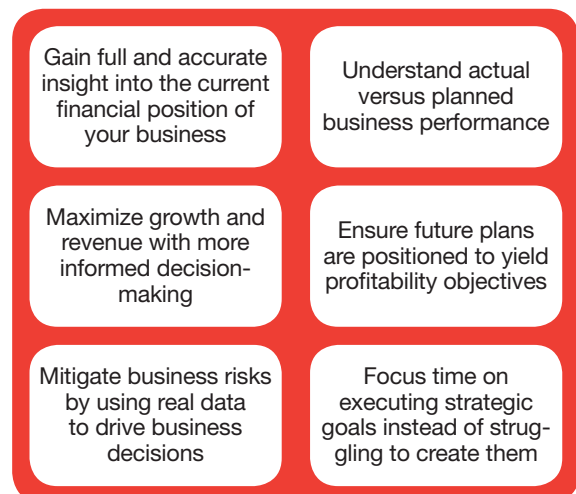 Gain full and accurate
insight into the current
financial position of
your business
Understand actual
versus planned
business performance
Maximize growth and
revenue with more
informed decision-
making
Ensure future plans
are positioned to yield
profitability objectives
Mitigate business risks
by using real data
to drive business
decisions
Focus time on
executing strategic
goals instead of strug-
gling to create them